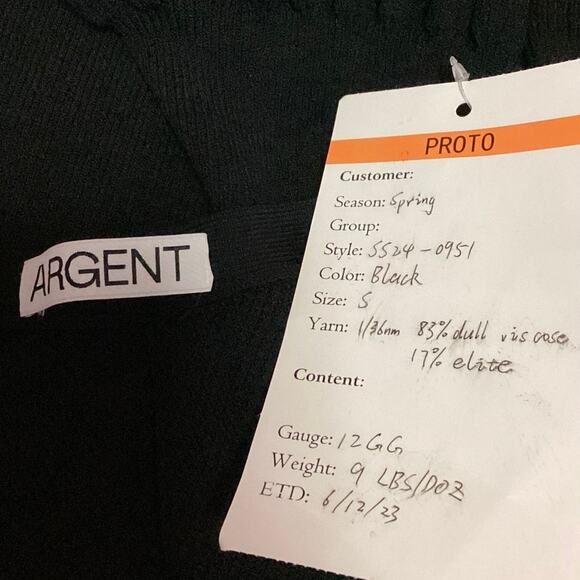 ARGENT
PROTO
Customer:
Season: Spring
Group:
Style: SS24-0951
Color: Black
Size: S
Yarn: 1/36nm 83% dull viscose
17% elite
Content:
Gauge: 12GG
Weight: 9 LBS/DOZ
ETD: 6/12/23